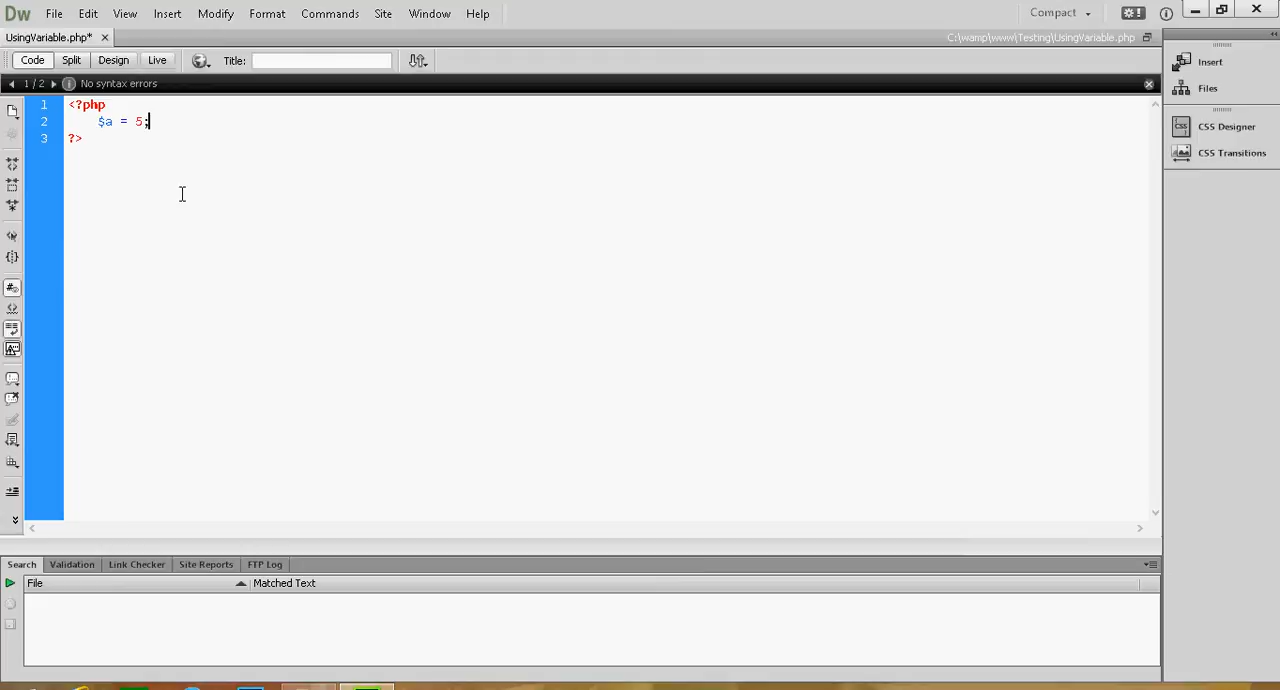 Dw File Edit View Insert Modify Format Commands Site Window Help Compact
UsingVariable.php* C:\wamp\www\Testing\UsingVariable.php
Code Split Design Live Title:
1 / 2 No syntax errors
1 <?php
2 $a = 5;
3 ?>
Insert
Files
CSS Designer
CSS Transitions
Search Validation Link Checker Site Reports FTP Log
File Matched Text